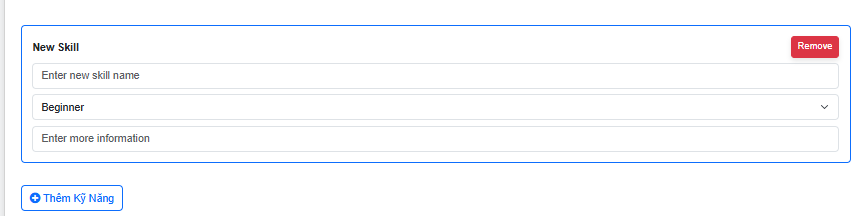 New Skill
Remove
Enter new skill name
Beginner
Enter more information
Thêm Kỹ Năng